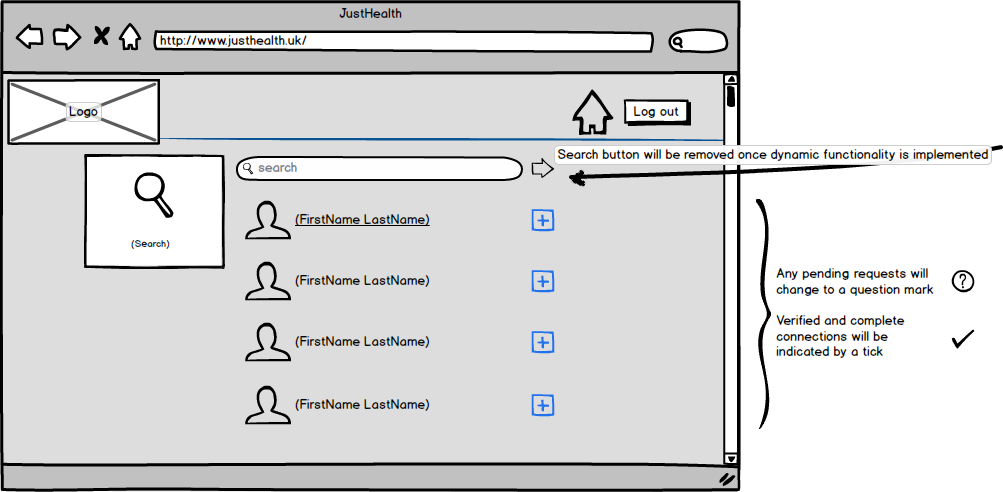 JustHealth
http://www.justhealth.uk/
Logo
Log out
search
Search button will be removed once dynamic functionality is implemented
(Search)
(FirstName LastName)
(FirstName LastName)
(FirstName LastName)
(FirstName LastName)
Any pending requests will
change to a question mark
?
Verified and complete
connections will be
indicated by a tick